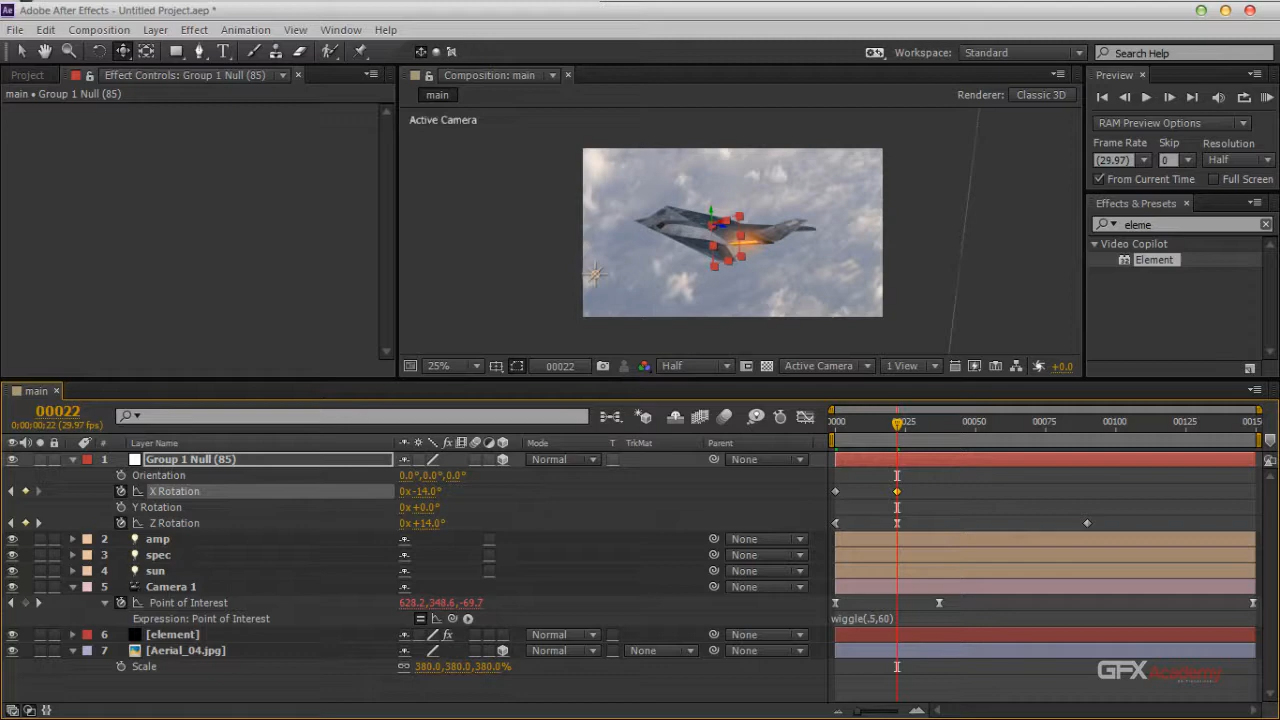 Adobe After Effects - Untitled Project.aep *
File Edit Composition Layer Effect Animation View Window Help
Workspace: Standard Search Help
Project Effect Controls: Group 1 Null (85) Composition: main Preview
main • Group 1 Null (85)
main Renderer: Classic 3D
Active Camera
RAM Preview Options
Frame Rate Skip Resolution
(29.97) 0 Half
From Current Time Full Screen
Effects & Presets
eleme
Video Copilot
Element
25% 00022 Half Active Camera 1 View +0.0
main
00022
0;00;00;22 (29.97 fps)
0000 00025 00050 00075 00100 00125 0015
# Layer Name Mode T TrkMat Parent
1 Group 1 Null (85) Normal None
Orientation 0.0°,0.0°,0.0°
X Rotation 0x-14.0°
Y Rotation 0x+0.0°
Z Rotation 0x+14.0°
2 amp None
3 spec None
4 sun None
5 Camera 1 None
Point of Interest 628.2,348.6,-69.7
Expression: Point of Interest wiggle(.5,60)
6 [element] Normal None
7 [Aerial_04.jpg] Normal None None
Scale 380.0,380.0,380.0%
GFX Academy